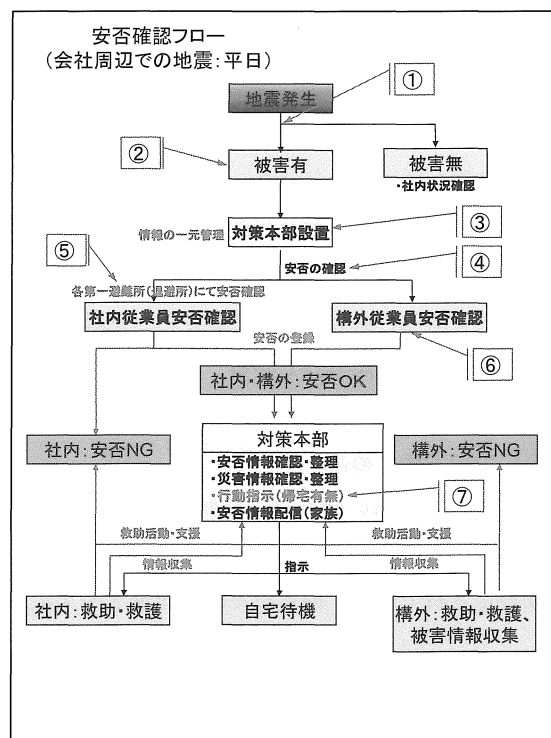 安否確認フロー
(会社周辺での地震:平日)
①
地震発生
②
被害有
被害無
・社内状況確認
③
情報の一元管理
対策本部設置
④
安否の確認
⑤
各第一避難所(退避所)にて安否確認
社内従業員安否確認
構外従業員安否確認
安否の登録
⑥
社内・構外:安否OK
社内:安否NG
対策本部
構外:安否NG
・安否情報確認・整理
・災害情報確認・整理
・行動指示(帰宅有無)
⑦
・安否情報配信(家族)
救助活動・支援
救助活動・支援
情報収集
指示
情報収集
社内:救助・救護
自宅待機
構外:救助・救護、
被害情報収集